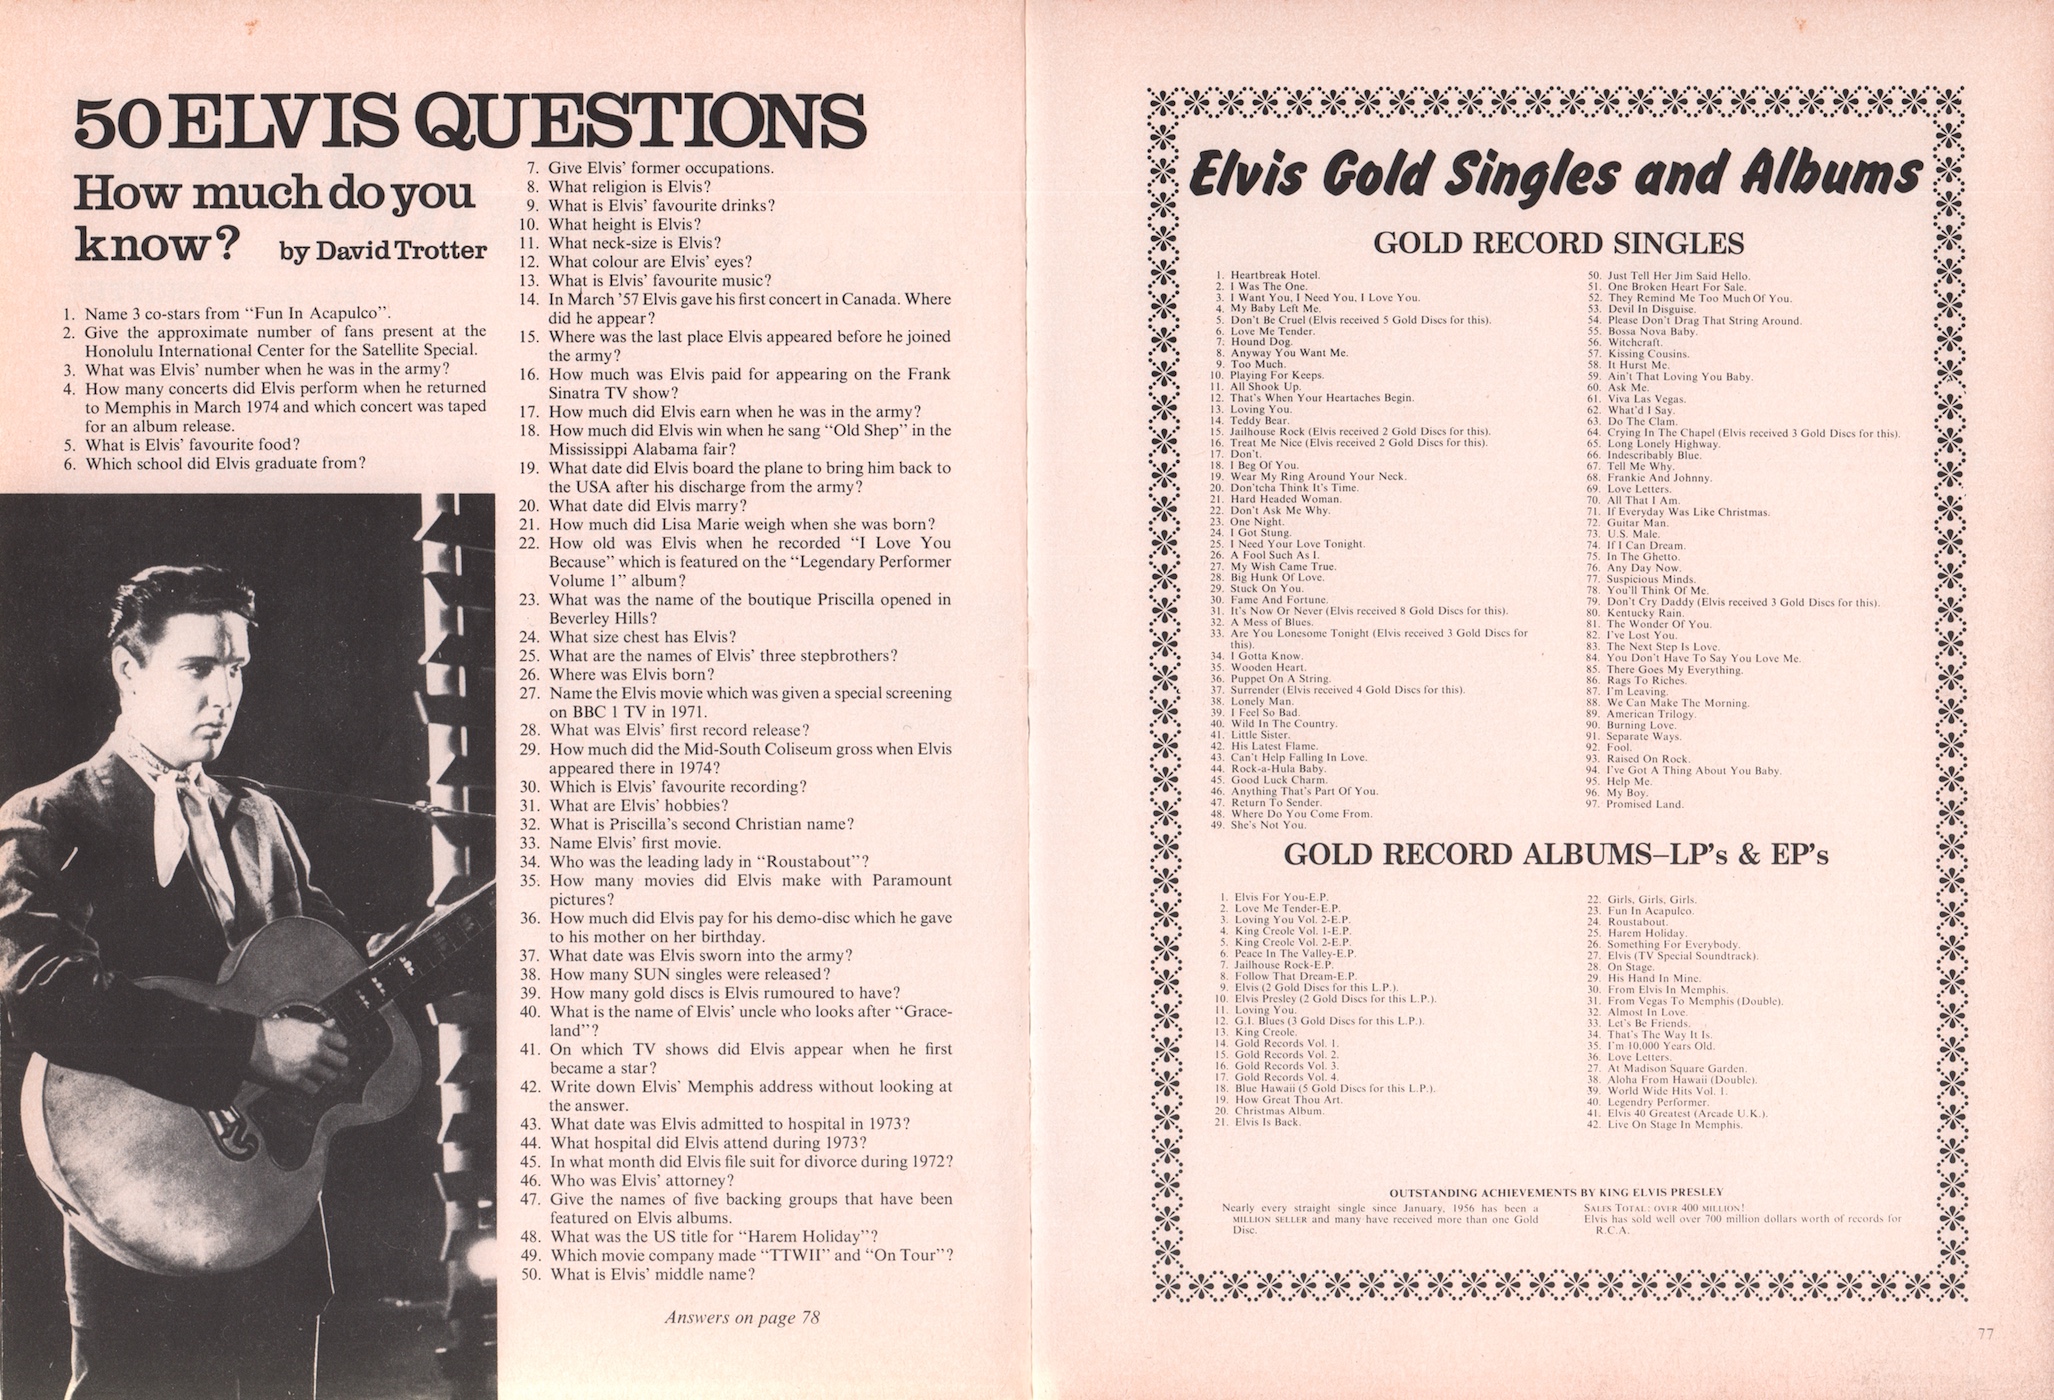 50 ELVIS QUESTIONS
How much do you
know? by David Trotter
1. Name 3 co-stars from “Fun In Acapulco”.
2. Give the approximate number of fans present at the
Honolulu International Center for the Satellite Special.
3. What was Elvis’ number when he was in the army?
4. How many concerts did Elvis perform when he returned
to Memphis in March 1974 and which concert was taped
for an album release.
5. What is Elvis’ favourite food?
6. Which school did Elvis graduate from?
7. Give Elvis’ former occupations.
8. What religion is Elvis?
9. What is Elvis’ favourite drinks?
10. What height is Elvis?
11. What neck-size is Elvis?
12. What colour are Elvis’ eyes?
13. What is Elvis’ favourite music?
14. In March ’57 Elvis gave his first concert in Canada. Where
did he appear?
15. Where was the last place Elvis appeared before he joined
the army?
16. How much was Elvis paid for appearing on the Frank
Sinatra TV show?
17. How much did Elvis earn when he was in the army?
18. How much did Elvis win when he sang “Old Shep” in the
Mississippi Alabama fair?
19. What date did Elvis board the plane to bring him back to
the USA after his discharge from the army?
20. What date did Elvis marry?
21. How much did Lisa Marie weigh when she was born?
22. How old was Elvis when he recorded “I Love You
Because” which is featured on the “Legendary Performer
Volume 1” album?
23. What was the name of the boutique Priscilla opened in
Beverley Hills?
24. What size chest has Elvis?
25. What are the names of Elvis’ three stepbrothers?
26. Where was Elvis born?
27. Name the Elvis movie which was given a special screening
on BBC 1 TV in 1971.
28. What was Elvis’ first record release?
29. How much did the Mid-South Coliseum gross when Elvis
appeared there in 1974?
30. Which is Elvis’ favourite recording?
31. What are Elvis’ hobbies?
32. What is Priscilla’s second Christian name?
33. Name Elvis’ first movie.
34. Who was the leading lady in “Roustabout”?
35. How many movies did Elvis make with Paramount
pictures?
36. How much did Elvis pay for his demo-disc which he gave
to his mother on her birthday.
37. What date was Elvis sworn into the army?
38. How many SUN singles were released?
39. How many gold discs is Elvis rumoured to have?
40. What is the name of Elvis’ uncle who looks after “Grace-
land”?
41. On which TV shows did Elvis appear when he first
became a star?
42. Write down Elvis’ Memphis address without looking at
the answer.
43. What date was Elvis admitted to hospital in 1973?
44. What hospital did Elvis attend during 1973?
45. In what month did Elvis file suit for divorce during 1972?
46. Who was Elvis’ attorney?
47. Give the names of five backing groups that have been
featured on Elvis albums.
48. What was the US title for “Harem Holiday”?
49. Which movie company made “TTWII” and “On Tour”?
50. What is Elvis’ middle name?
Answers on page 78
Elvis Gold Singles and Albums
GOLD RECORD SINGLES
1. Heartbreak Hotel.
2. I Was The One.
3. I Want You, I Need You, I Love You.
4. My Baby Left Me.
5. Don't Be Cruel (Elvis received 5 Gold Discs for this).
6. Love Me Tender.
7. Hound Dog.
8. Anyway You Want Me.
9. Too Much.
10. Playing For Keeps.
11. All Shook Up.
12. That's When Your Heartaches Begin.
13. Loving You.
14. Teddy Bear.
15. Jailhouse Rock (Elvis received 2 Gold Discs for this).
16. Treat Me Nice (Elvis received 2 Gold Discs for this).
17. Don't.
18. I Beg Of You.
19. Wear My Ring Around Your Neck.
20. Don'tcha Think It's Time.
21. Hard Headed Woman.
22. Don't Ask Me Why.
23. One Night.
24. I Got Stung.
25. I Need Your Love Tonight.
26. A Fool Such As I.
27. My Wish Came True.
28. Big Hunk Of Love.
29. Stuck On You.
30. Fame And Fortune.
31. It's Now Or Never (Elvis received 8 Gold Discs for this).
32. A Mess of Blues.
33. Are You Lonesome Tonight (Elvis received 3 Gold Discs for
this).
34. I Gotta Know.
35. Wooden Heart.
36. Puppet On A String.
37. Surrender (Elvis received 4 Gold Discs for this).
38. Lonely Man.
39. I Feel So Bad.
40. Wild In The Country.
41. Little Sister.
42. His Latest Flame.
43. Can't Help Falling In Love.
44. Rock-a-Hula Baby.
45. Good Luck Charm.
46. Anything That's Part Of You.
47. Return To Sender.
48. Where Do You Come From.
49. She's Not You.
50. Just Tell Her Jim Said Hello.
51. One Broken Heart For Sale.
52. They Remind Me Too Much Of You.
53. Devil In Disguise.
54. Please Don't Drag That String Around.
55. Bossa Nova Baby.
56. Witchcraft.
57. Kissing Cousins.
58. It Hurst Me.
59. Ain't That Loving You Baby.
60. Ask Me.
61. Viva Las Vegas.
62. What'd I Say.
63. Do The Clam.
64. Crying In The Chapel (Elvis received 3 Gold Discs for this).
65. Long Lonely Highway.
66. Indescribably Blue.
67. Tell Me Why.
68. Frankie And Johnny.
69. Love Letters.
70. All That I Am.
71. If Everyday Was Like Christmas.
72. Guitar Man.
73. U.S. Male.
74. If I Can Dream.
75. In The Ghetto.
76. Any Day Now.
77. Suspicious Minds.
78. You'll Think Of Me.
79. Don't Cry Daddy (Elvis received 3 Gold Discs for this).
80. Kentucky Rain.
81. The Wonder Of You.
82. I've Lost You.
83. The Next Step Is Love.
84. You Don't Have To Say You Love Me.
85. There Goes My Everything.
86. Rags To Riches.
87. I'm Leaving.
88. We Can Make The Morning.
89. American Trilogy.
90. Burning Love.
91. Separate Ways.
92. Fool.
93. Raised On Rock.
94. I've Got A Thing About You Baby.
95. Help Me.
96. My Boy.
97. Promised Land.
GOLD RECORD ALBUMS–LP's & EP's
1. Elvis For You-E.P.
2. Love Me Tender-E.P.
3. Loving You Vol. 2-E.P.
4. King Creole Vol. 1-E.P.
5. King Creole Vol. 2-E.P.
6. Peace In The Valley-E.P.
7. Jailhouse Rock-E.P.
8. Follow That Dream-E.P.
9. Elvis (2 Gold Discs for this L.P.).
10. Elvis Presley (2 Gold Discs for this L.P.).
11. Loving You.
12. G.I. Blues (3 Gold Discs for this L.P.).
13. King Creole.
14. Gold Records Vol. 1.
15. Gold Records Vol. 2.
16. Gold Records Vol. 3.
17. Gold Records Vol. 4.
18. Blue Hawaii (5 Gold Discs for this L.P.).
19. How Great Thou Art.
20. Christmas Album.
21. Elvis Is Back.
22. Girls, Girls, Girls.
23. Fun In Acapulco.
24. Roustabout.
25. Harem Holiday.
26. Something For Everybody.
27. Elvis (TV Special Soundtrack).
28. On Stage.
29. His Hand In Mine.
30. From Elvis In Memphis.
31. From Vegas To Memphis (Double).
32. Almost In Love.
33. Let's Be Friends.
34. That's The Way It Is.
35. I'm 10,000 Years Old.
36. Love Letters.
27. At Madison Square Garden.
38. Aloha From Hawaii (Double).
39. World Wide Hits Vol. 1.
40. Legendry Performer.
41. Elvis 40 Greatest (Arcade U.K.).
42. Live On Stage In Memphis.
OUTSTANDING ACHIEVEMENTS BY KING ELVIS PRESLEY
Nearly every straight single since January, 1956 has been a
MILLION SELLER and many have received more than one Gold
Disc.
SALES TOTAL: OVER 400 MILLION!
Elvis has sold well over 700 million dollars worth of records for
R.C.A.
77